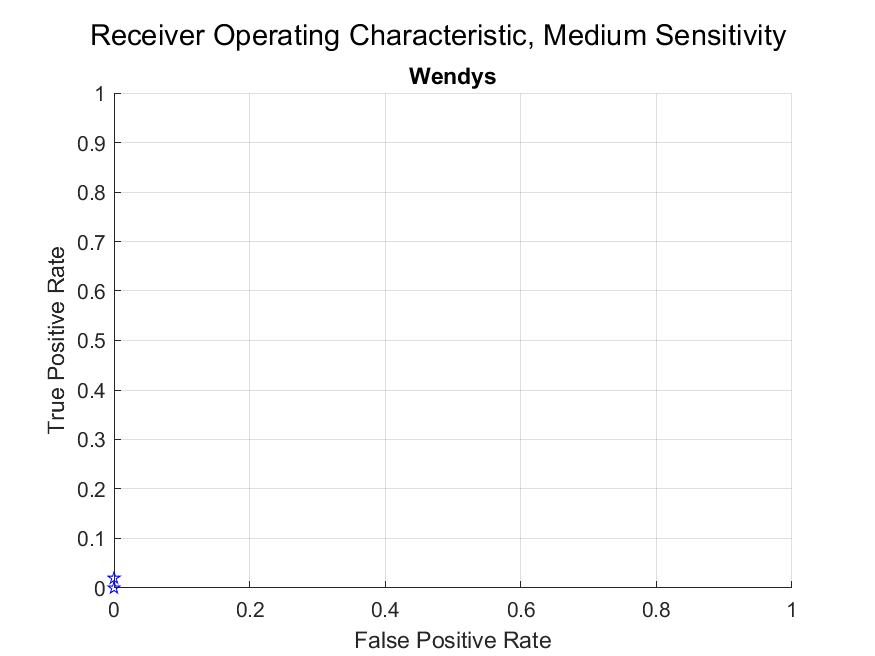 Receiver Operating Characteristic, Medium Sensitivity
Wendys
1
0.9
0.8
0.7
0.6
0.5
0.4
0.3
0.2
0.1
0
True Positive Rate
0 0.2 0.4 0.6 0.8 1
False Positive Rate